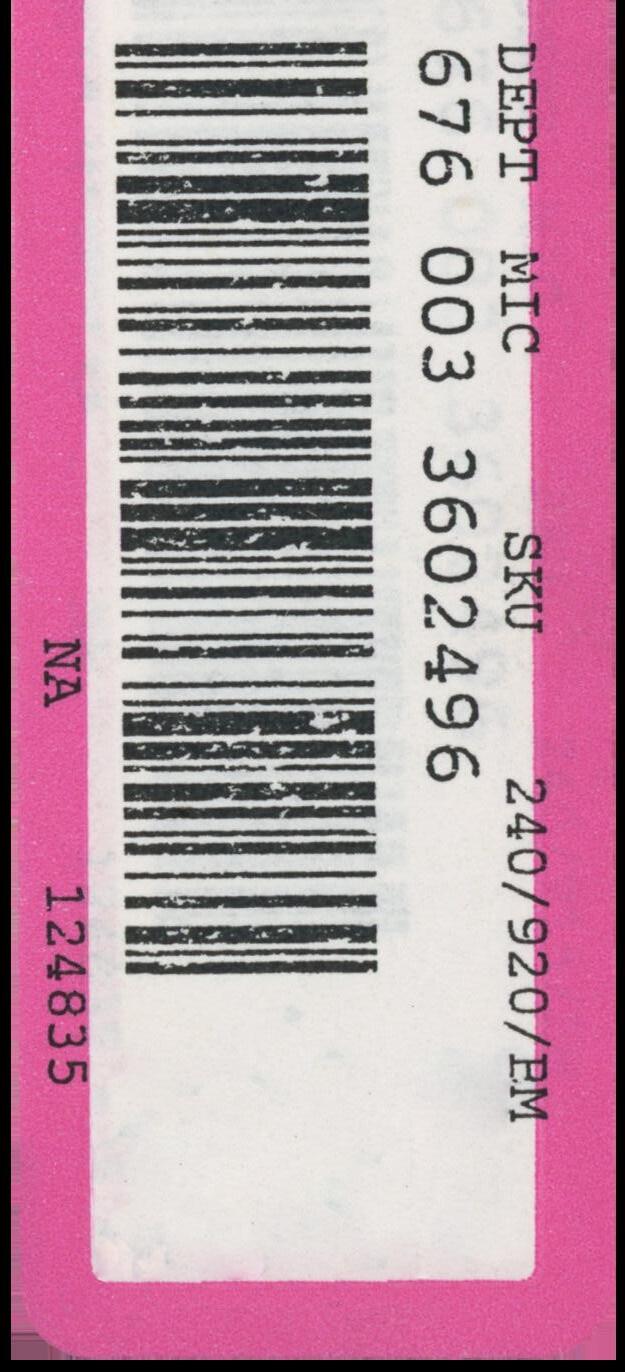 DEPT MIC SKU 240/920/BM
676 003 3602496
NA 124835